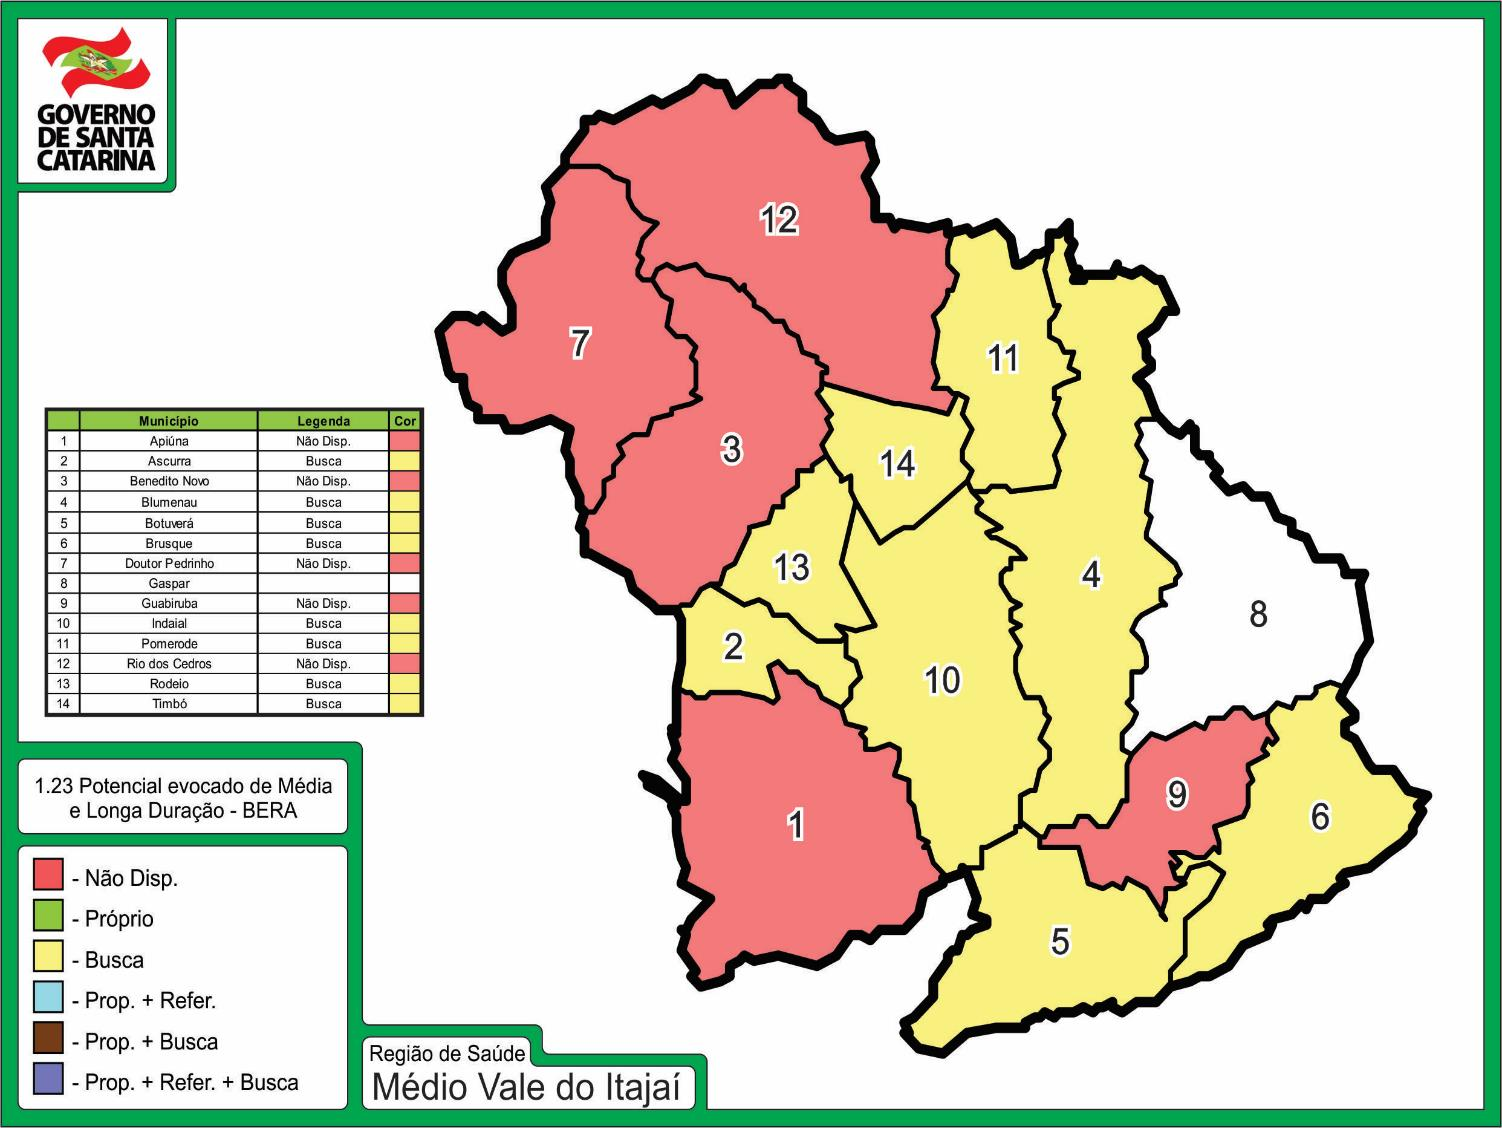 GOVERNO
DE SANTA
CATARINA
12
7
11
3
14
13
4
2
8
10
9
1
6
5
Município Legenda Cor
1 Apiúna Não Disp.
2 Ascurra Busca
3 Benedito Novo Não Disp.
4 Blumenau Busca
5 Botuverá Busca
6 Brusque Busca
7 Doutor Pedrinho Não Disp.
8 Gaspar
9 Guabiruba Não Disp.
10 Indaial Busca
11 Pomerode Busca
12 Rio dos Cedros Não Disp.
13 Rodeio Busca
14 Timbó Busca
1.23 Potencial evocado de Média
e Longa Duração - BERA
- Não Disp.
- Próprio
- Busca
- Prop. + Refer.
- Prop. + Busca
- Prop. + Refer. + Busca
Região de Saúde
Médio Vale do Itajaí